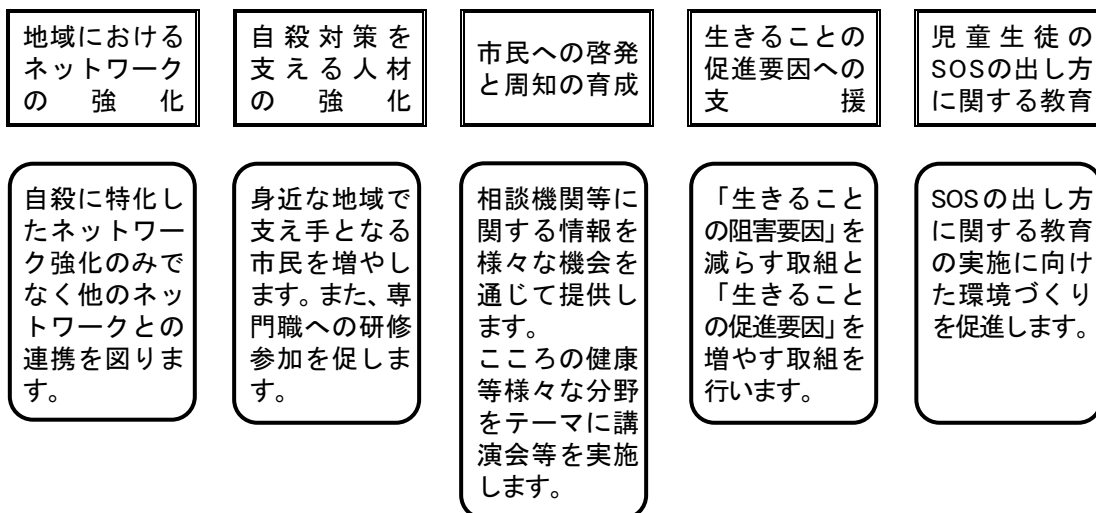 地域における
ネットワーク
の強化
自殺対策を
支える人材
の強化
市民への啓発
と周知の育成
生きることの
促進要因への
支援
児童生徒の
SOSの出し方
に関する教育
自殺に特化し
たネットワー
ク強化のみで
なく他のネッ
トワークとの
連携を図りま
す。
身近な地域で
支え手となる
市民を増やし
ます。また、専
門職への研修
参加を促しま
す。
相談機関等に
関する情報を
様々な機会を
通じて提供し
ます。
こころの健康
等様々な分野
をテーマに講
演会等を実施
します。
「生きること
の阻害要因」を
減らす取組と
「生きること
の促進要因」を
増やす取組を
行います。
SOSの出し方
に関する教育
の実施に向け
た環境づくり
を促進します。